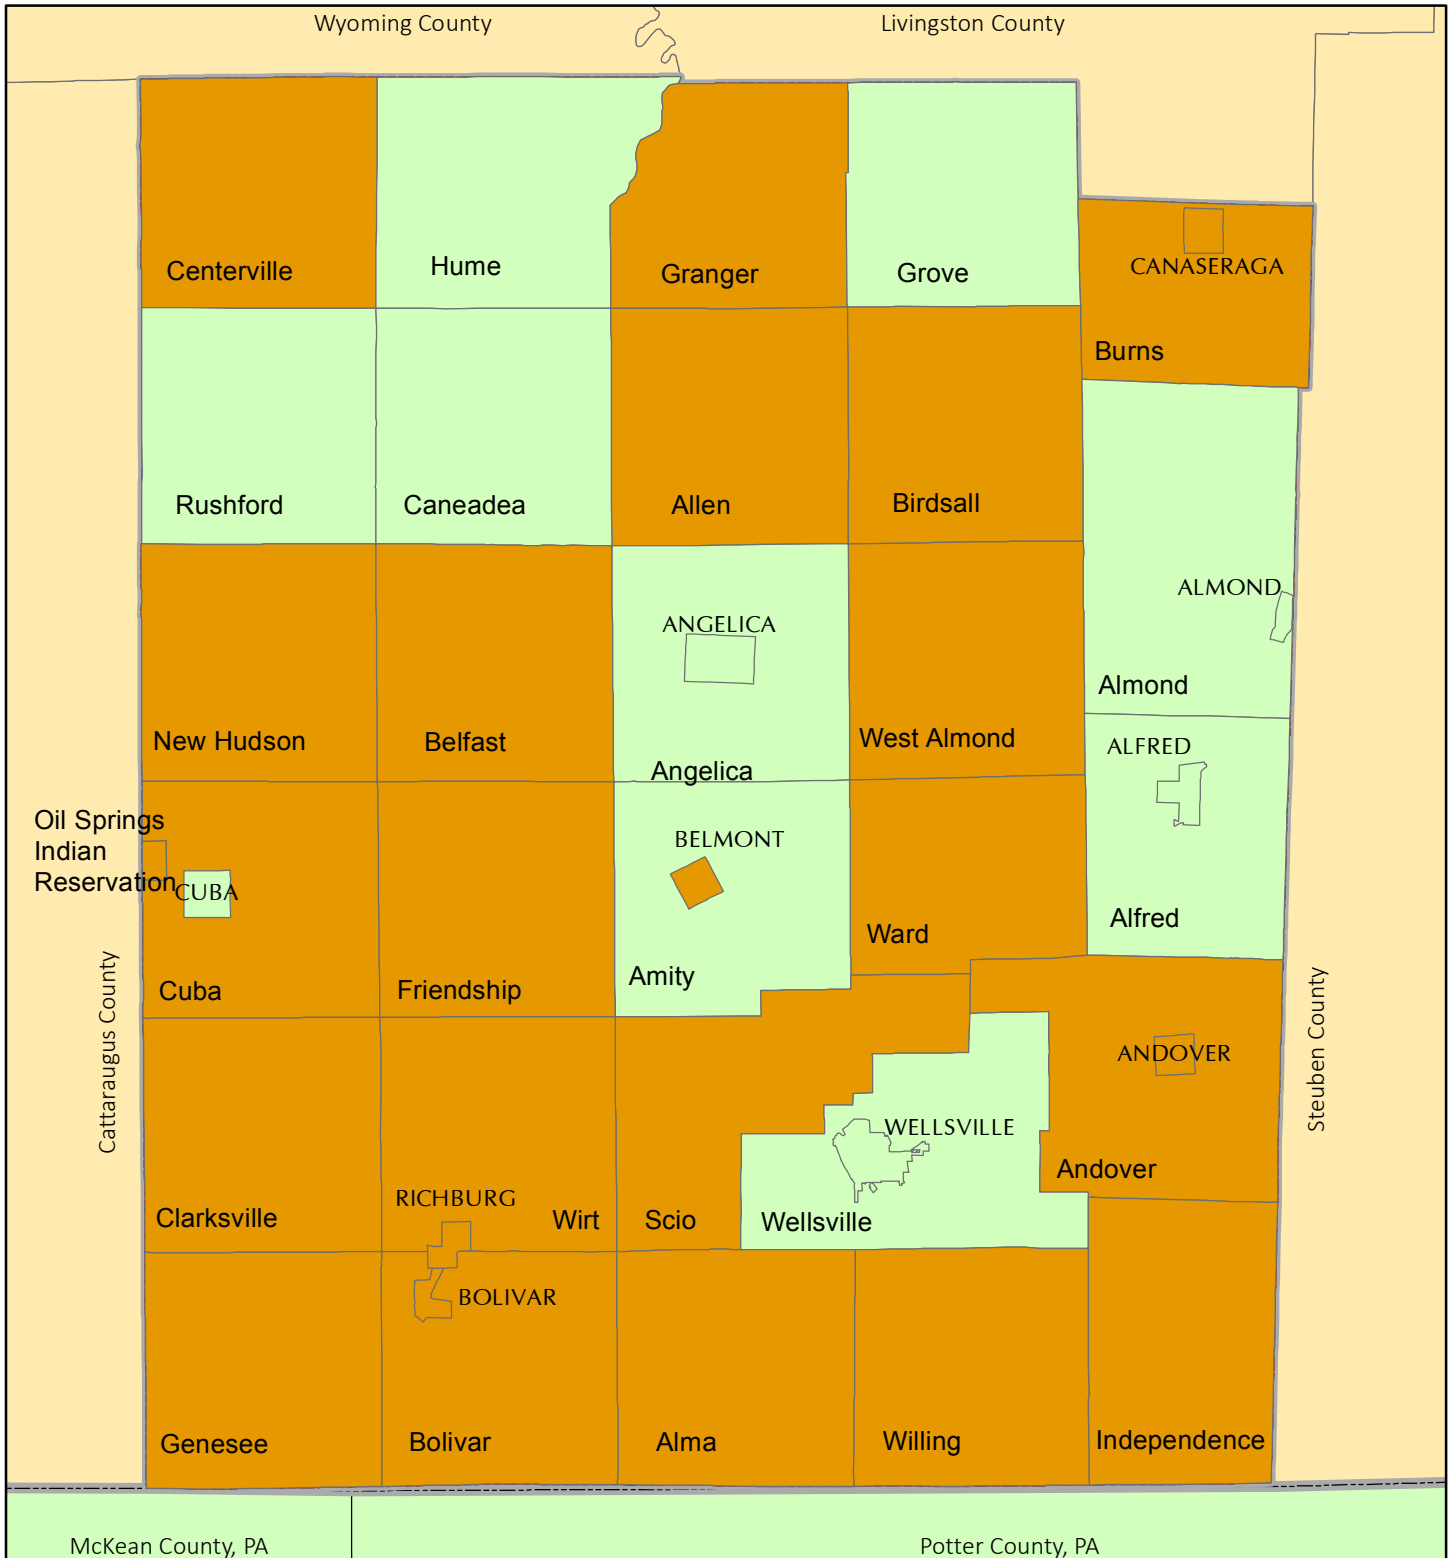 Wyoming County
Livingston County
Centerville
Hume
Granger
Grove
CANASERAGA
Burns
Rushford
Caneadea
Allen
Birdsall
ALMOND
ANGELICA
Almond
New Hudson
Belfast
Angelica
West Almond
ALFRED
Oil Springs
Indian
Reservation
CUBA
BELMONT
Alfred
Ward
Cuba
Friendship
Amity
Cattaraugus County
Steuben County
ANDOVER
WELLSVILLE
Andover
RICHBURG
Clarksville
Wirt
Scio
Wellsville
BOLIVAR
Genesee
Bolivar
Alma
Willing
Independence
McKean County, PA
Potter County, PA